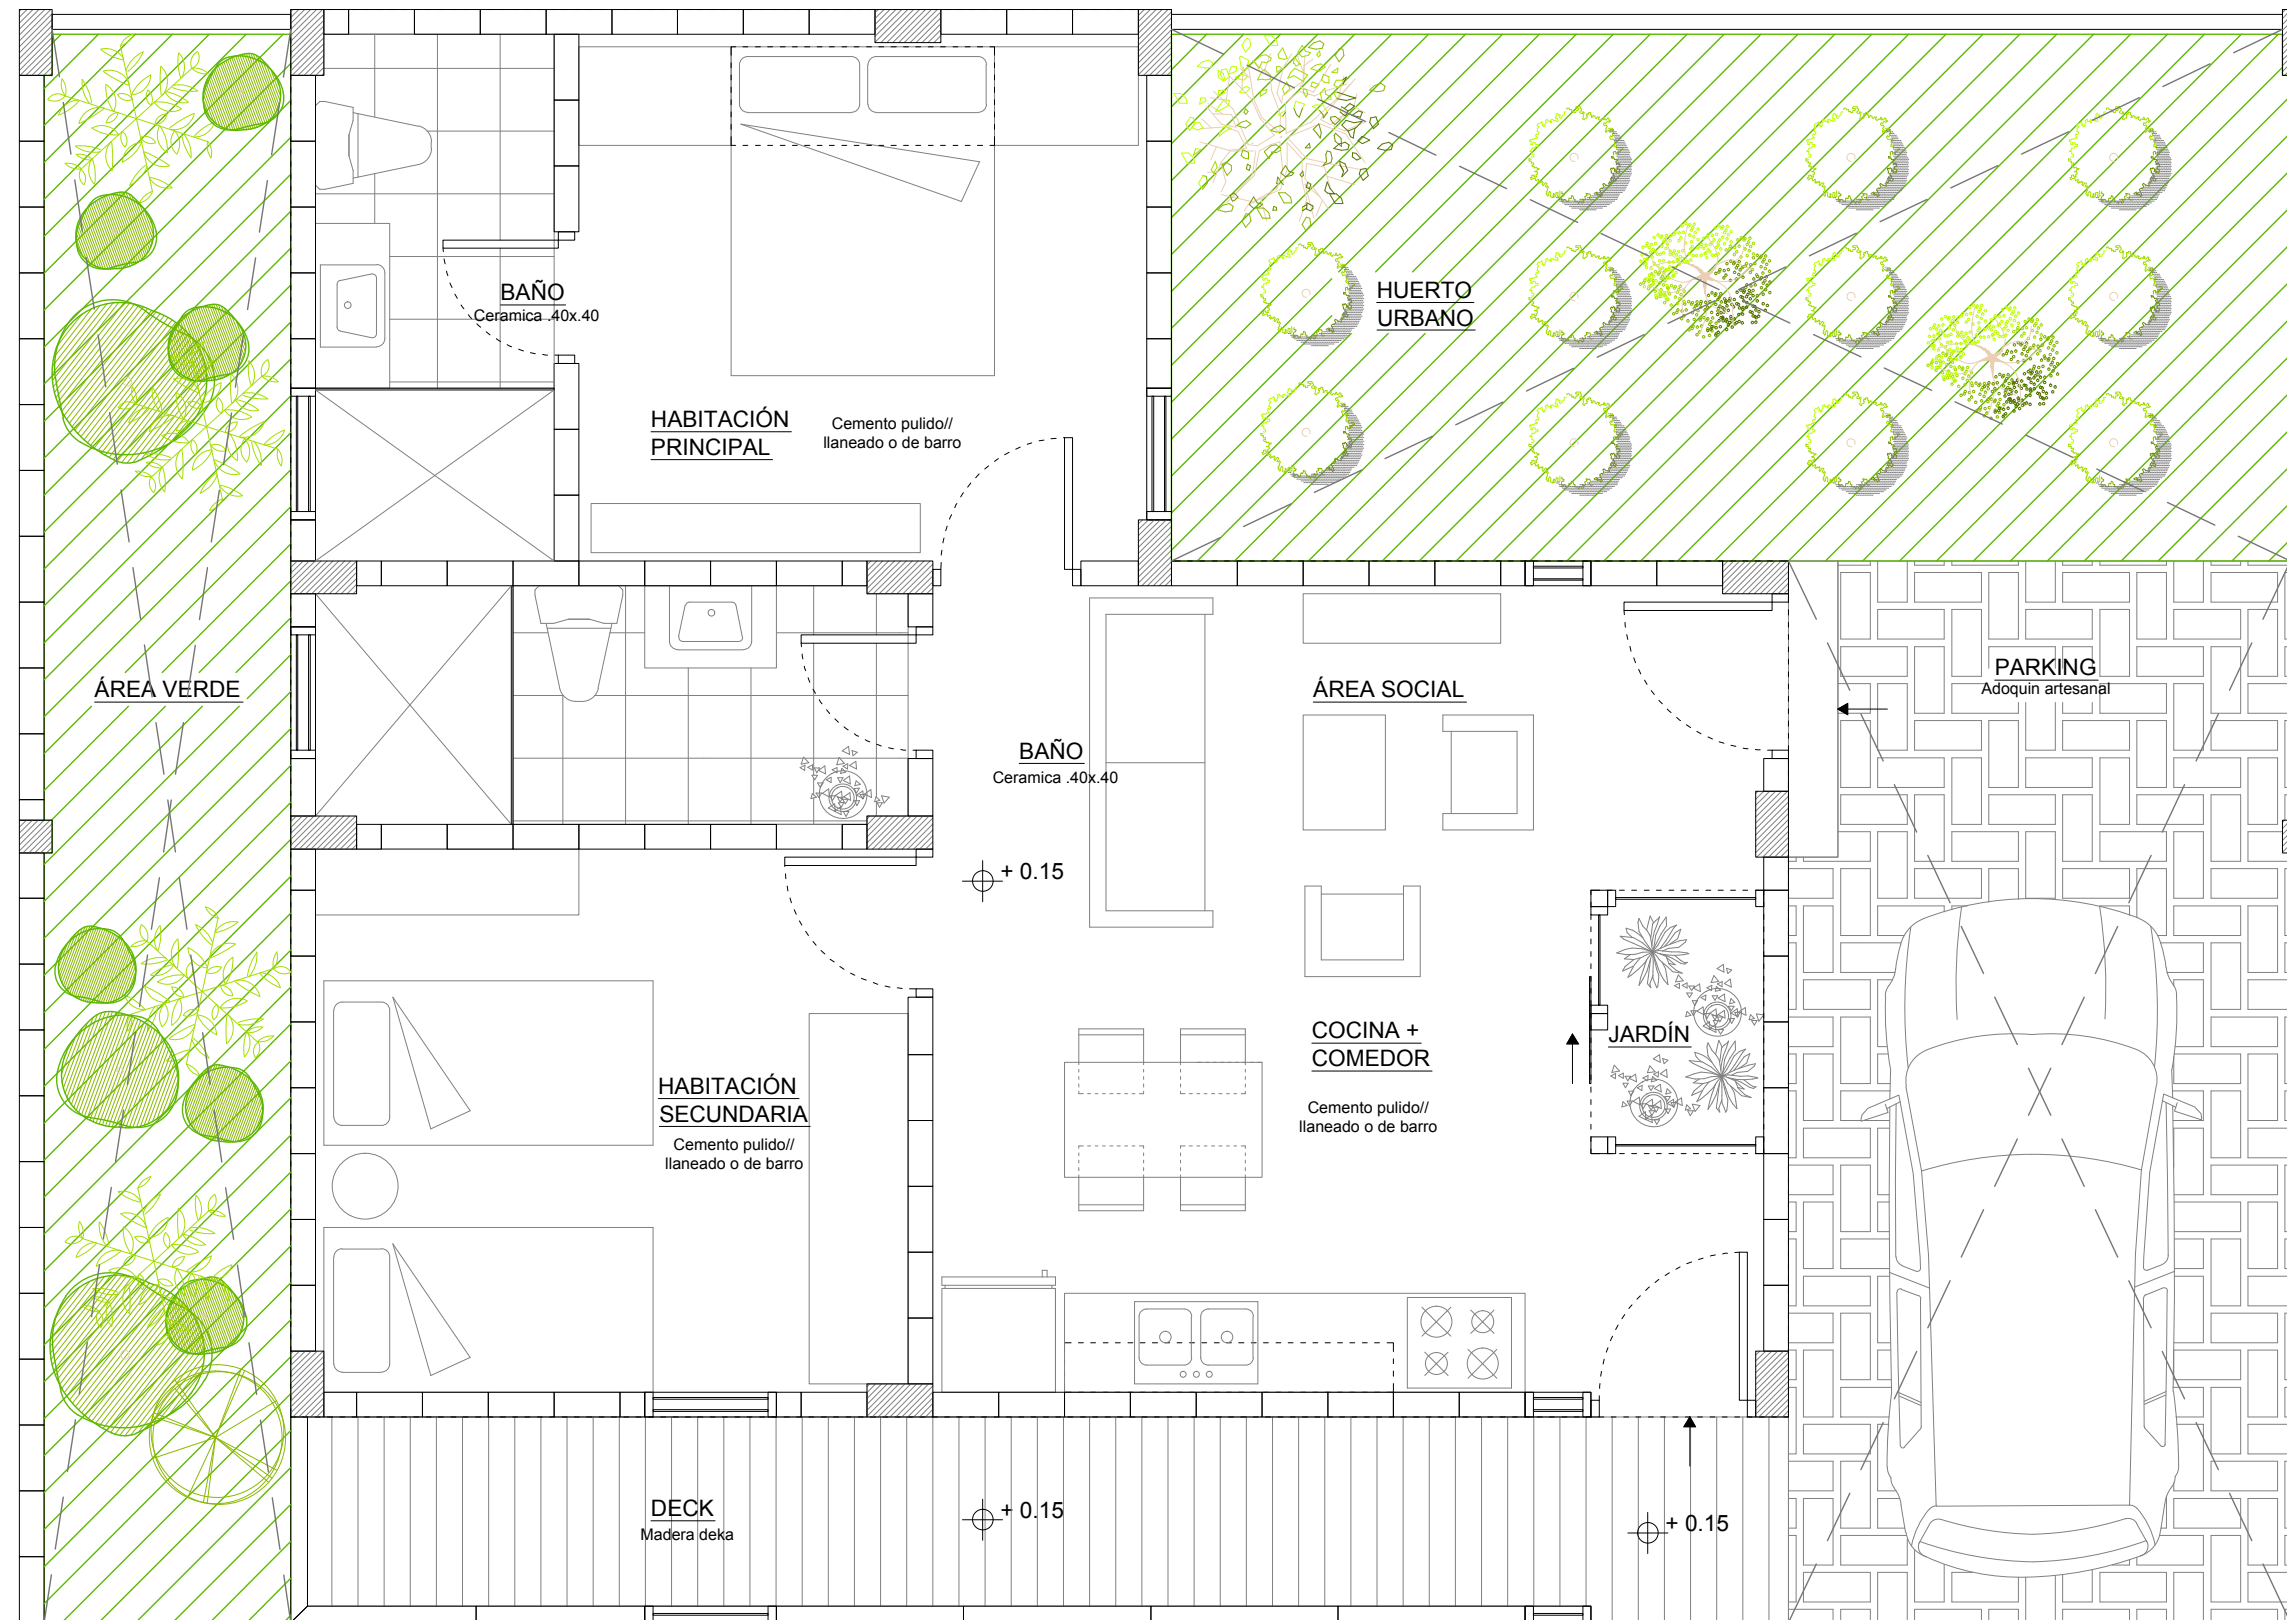 BAÑO
Ceramica .40x.40
HUERTO
URBANO
HABITACIÓN
PRINCIPAL
Cemento pulido//
llaneado o de barro
ÁREA VERDE
ÁREA SOCIAL
PARKING
Adoquin artesanal
BAÑO
Ceramica .40x.40
+ 0.15
COCINA +
COMEDOR
Cemento pulido//
llaneado o de barro
JARDÍN
HABITACIÓN
SECUNDARIA
Cemento pulido//
llaneado o de barro
DECK
Madera deka
+ 0.15
+ 0.15